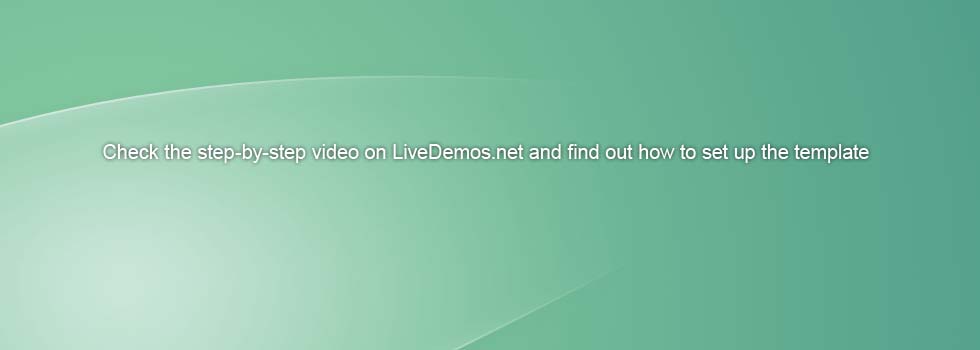 Check the step-by-step video on LiveDemos.net and find out how to set up the template